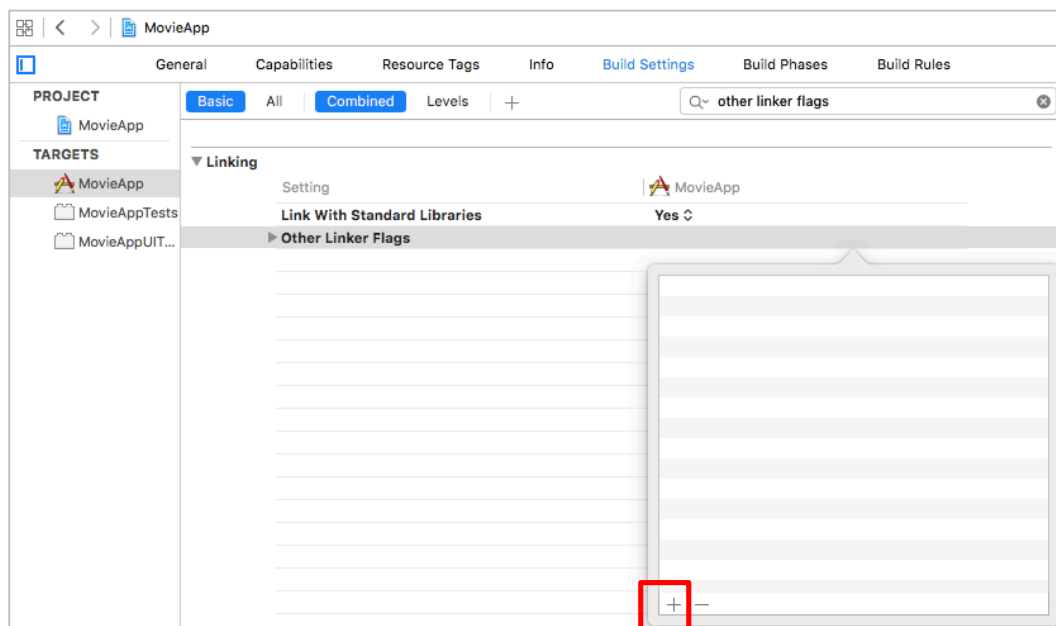 MovieApp
General Capabilities Resource Tags Info Build Settings Build Phases Build Rules
PROJECT
MovieApp
TARGETS
MovieApp
MovieAppTests
MovieAppUIT...
Basic All Combined Levels +
other linker flags
Linking
Setting MovieApp
Link With Standard Libraries Yes
Other Linker Flags
+ −